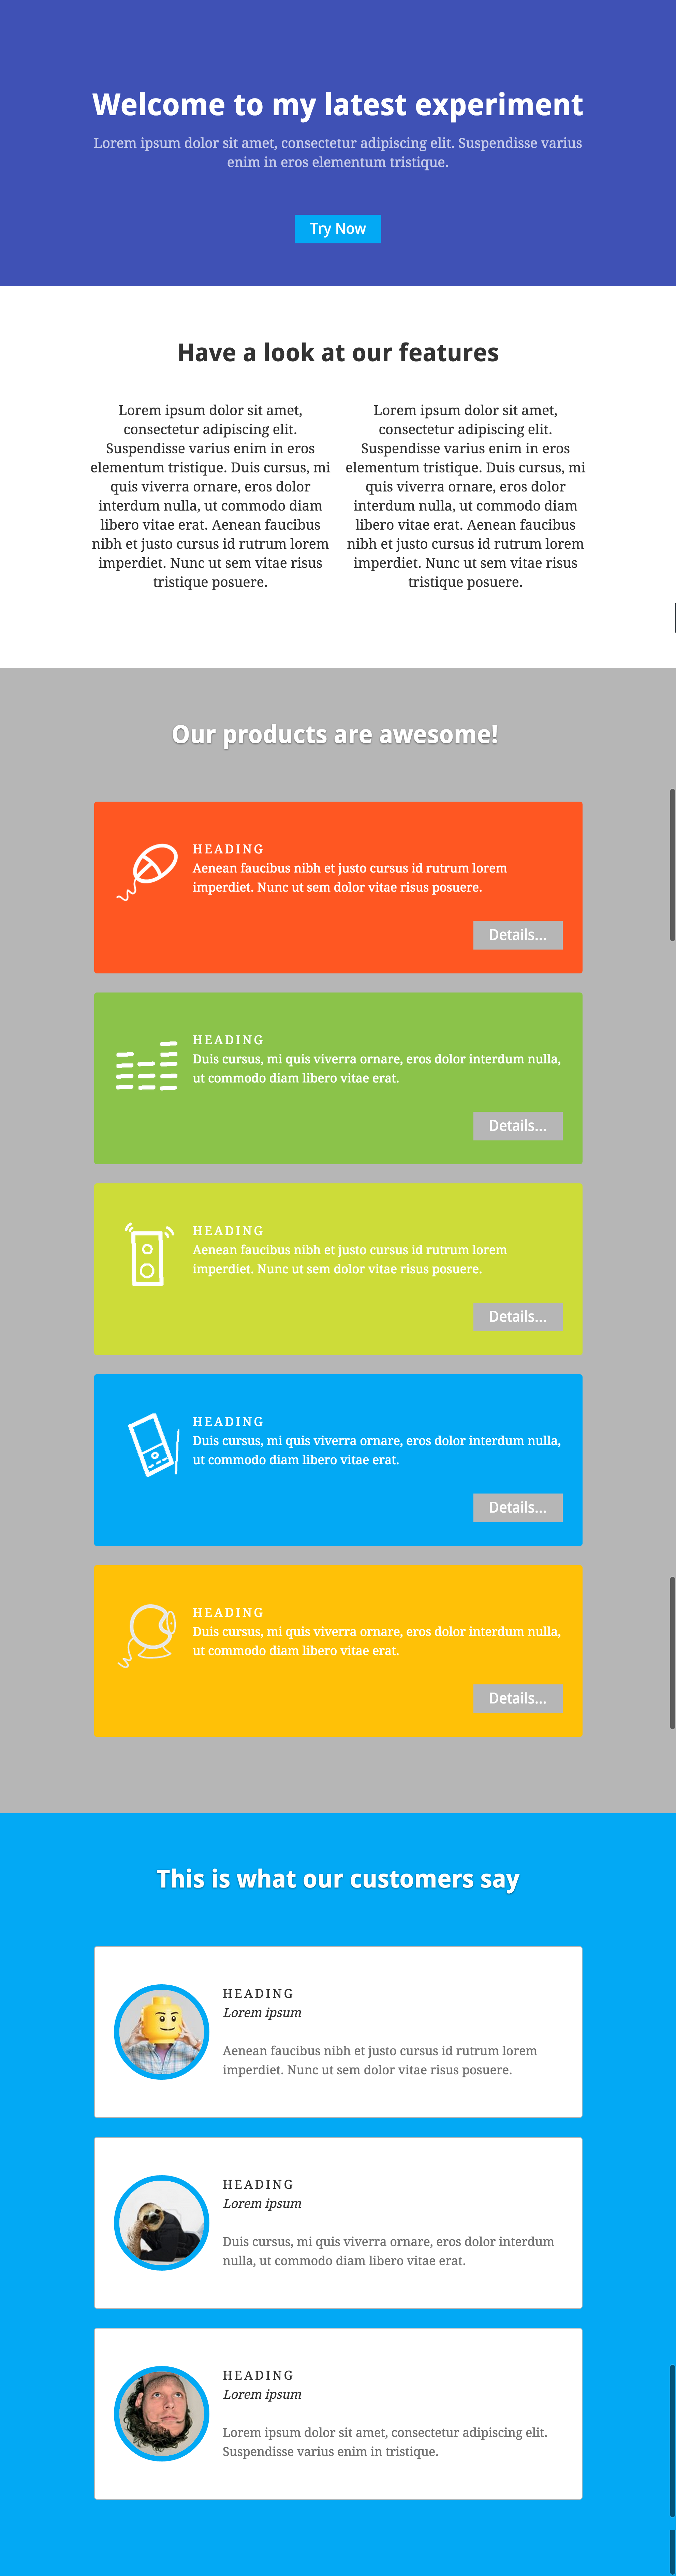 Welcome to my latest experiment
Lorem ipsum dolor sit amet, consectetur adipiscing elit. Suspendisse varius
enim in eros elementum tristique.
Try Now
Have a look at our features
Lorem ipsum dolor sit amet,
consectetur adipiscing elit.
Suspendisse varius enim in eros
elementum tristique. Duis cursus, mi
quis viverra ornare, eros dolor
interdum nulla, ut commodo diam
libero vitae erat. Aenean faucibus
nibh et justo cursus id rutrum lorem
imperdiet. Nunc ut sem vitae risus
tristique posuere.
Lorem ipsum dolor sit amet,
consectetur adipiscing elit.
Suspendisse varius enim in eros
elementum tristique. Duis cursus, mi
quis viverra ornare, eros dolor
interdum nulla, ut commodo diam
libero vitae erat. Aenean faucibus
nibh et justo cursus id rutrum lorem
imperdiet. Nunc ut sem vitae risus
tristique posuere.
Our products are awesome!
HEADING
Aenean faucibus nibh et justo cursus id rutrum lorem
imperdiet. Nunc ut sem dolor vitae risus posuere.
Details...
HEADING
Duis cursus, mi quis viverra ornare, eros dolor interdum nulla,
ut commodo diam libero vitae erat.
Details...
HEADING
Aenean faucibus nibh et justo cursus id rutrum lorem
imperdiet. Nunc ut sem dolor vitae risus posuere.
Details...
HEADING
Duis cursus, mi quis viverra ornare, eros dolor interdum nulla,
ut commodo diam libero vitae erat.
Details...
HEADING
Duis cursus, mi quis viverra ornare, eros dolor interdum nulla,
ut commodo diam libero vitae erat.
Details...
This is what our customers say
HEADING
Lorem ipsum
Aenean faucibus nibh et justo cursus id rutrum lorem
imperdiet. Nunc ut sem dolor vitae risus posuere.
HEADING
Lorem ipsum
Duis cursus, mi quis viverra ornare, eros dolor interdum
nulla, ut commodo diam libero vitae erat.
HEADING
Lorem ipsum
Lorem ipsum dolor sit amet, consectetur adipiscing elit.
Suspendisse varius enim in tristique.